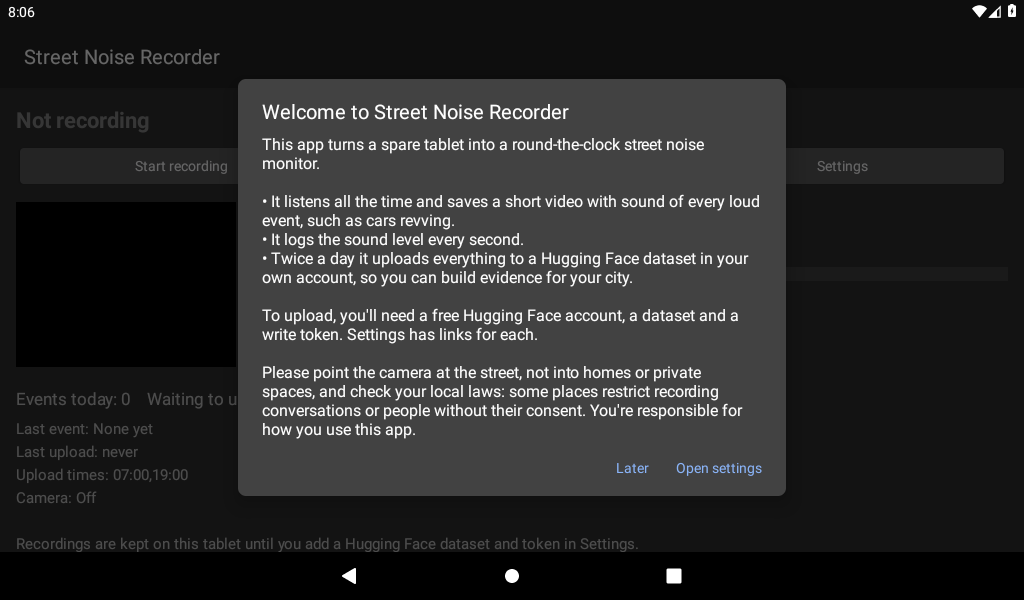 8:06
Street Noise Recorder
Not recording
Start recording
Settings
Welcome to Street Noise Recorder
This app turns a spare tablet into a round-the-clock street noise
monitor.
• It listens all the time and saves a short video with sound of every loud
event, such as cars revving.
• It logs the sound level every second.
• Twice a day it uploads everything to a Hugging Face dataset in your
own account, so you can build evidence for your city.
To upload, you'll need a free Hugging Face account, a dataset and a
write token. Settings has links for each.
Please point the camera at the street, not into homes or private
spaces, and check your local laws: some places restrict recording
conversations or people without their consent. You're responsible for
how you use this app.
Later Open settings
Events today: 0 Waiting to u
Last event: None yet
Last upload: never
Upload times: 07:00,19:00
Camera: Off
Recordings are kept on this tablet until you add a Hugging Face dataset and token in Settings.